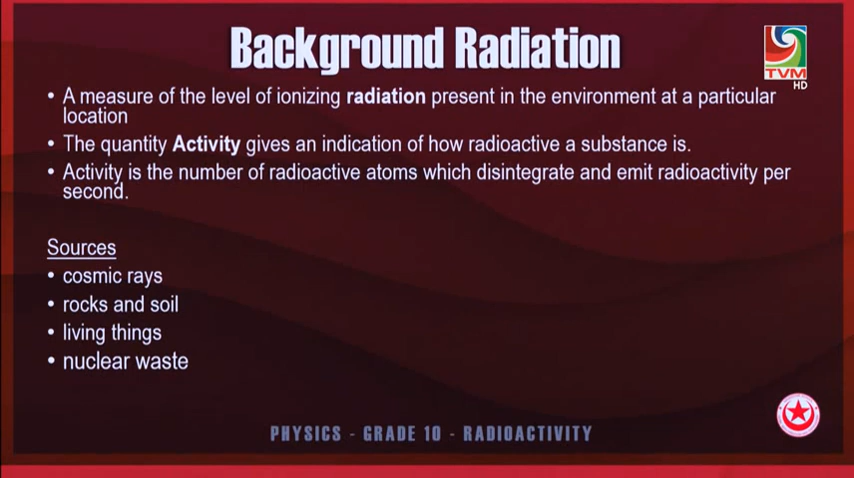 Background Radiation
TVM
HD
• A measure of the level of ionizing radiation present in the environment at a particular
location
• The quantity Activity gives an indication of how radioactive a substance is.
• Activity is the number of radioactive atoms which disintegrate and emit radioactivity per
second.
Sources
• cosmic rays
• rocks and soil
• living things
• nuclear waste
PHYSICS - GRADE 10 - RADIOACTIVITY